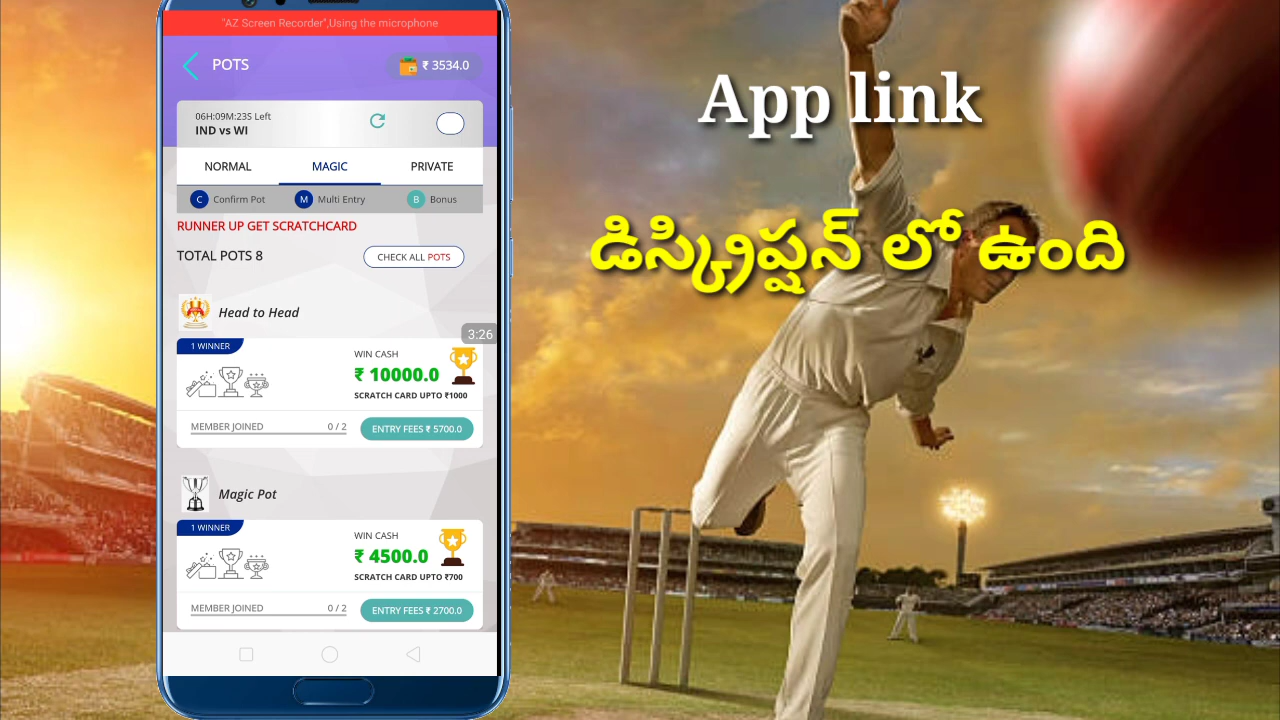 "AZ Screen Recorder",Using the microphone
POTS
₹ 3534.0
06H:09M:23S Left
IND vs WI
NORMAL MAGIC PRIVATE
C Confirm Pot M Multi Entry B Bonus
RUNNER UP GET SCRATCHCARD
TOTAL POTS 8
CHECK ALL POTS
Head to Head
3:26
1 WINNER
WIN CASH
₹ 10000.0
SCRATCH CARD UPTO ₹1000
MEMBER JOINED 0 / 2
ENTRY FEES ₹ 5700.0
Magic Pot
1 WINNER
WIN CASH
₹ 4500.0
SCRATCH CARD UPTO ₹700
MEMBER JOINED 0 / 2
ENTRY FEES ₹ 2700.0
App link
డిస్క్రిప్షన్ లో ఉంది